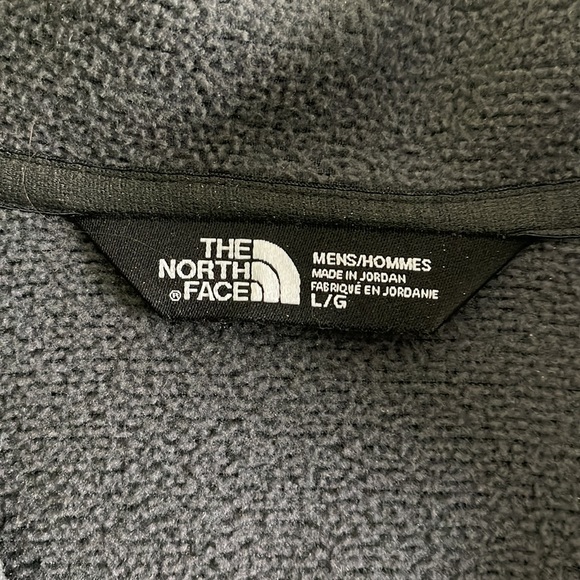 THE
NORTH
® FACE
MENS/HOMMES
MADE IN JORDAN
FABRIQUÉ EN JORDANIE
L/G